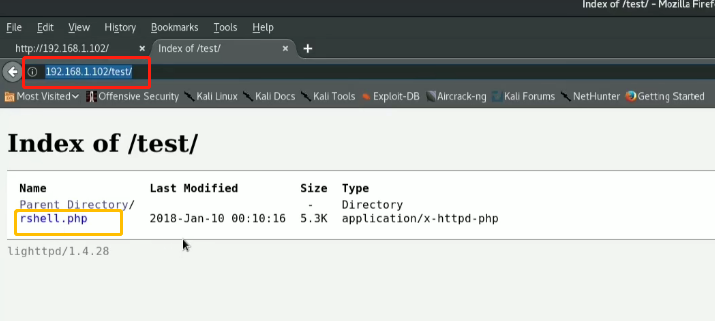 Index of /test/ - Mozilla Firef
File Edit View History Bookmarks Tools Help
http://192.168.1.102/ × Index of /test/ × +
192.168.1.102/test/
Most Visited Offensive Security Kali Linux Kali Docs Kali Tools Exploit-DB Aircrack-ng Kali Forums NetHunter Getting Started
Index of /test/
Name Last Modified Size Type
Parent Directory/ - Directory
rshell.php 2018-Jan-10 00:10:16 5.3K application/x-httpd-php
lighttpd/1.4.28